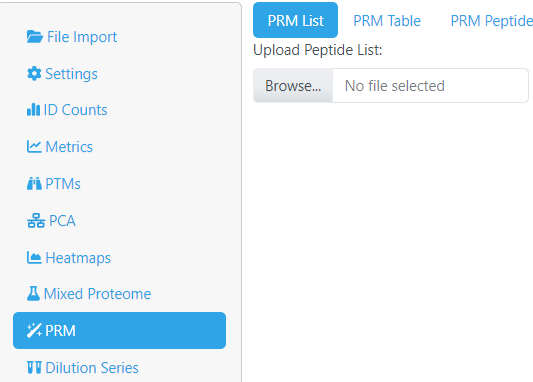 File Import
Settings
ID Counts
Metrics
PTMs
PCA
Heatmaps
Mixed Proteome
PRM
Dilution Series
PRM List PRM Table PRM Peptide
Upload Peptide List:
Browse... No file selected